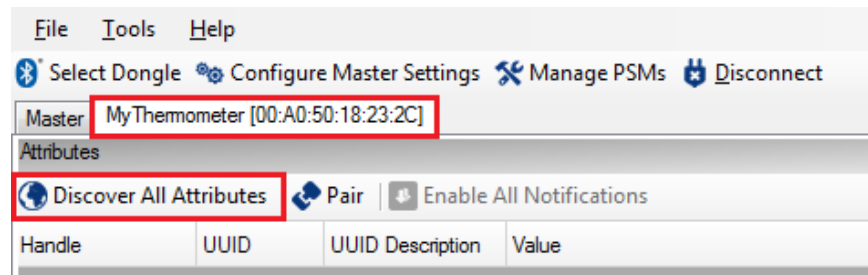 File Tools Help
Select Dongle Configure Master Settings Manage PSMs Disconnect
Master MyThermometer [00:A0:50:18:23:2C]
Attributes
Discover All Attributes Pair Enable All Notifications
Handle UUID UUID Description Value